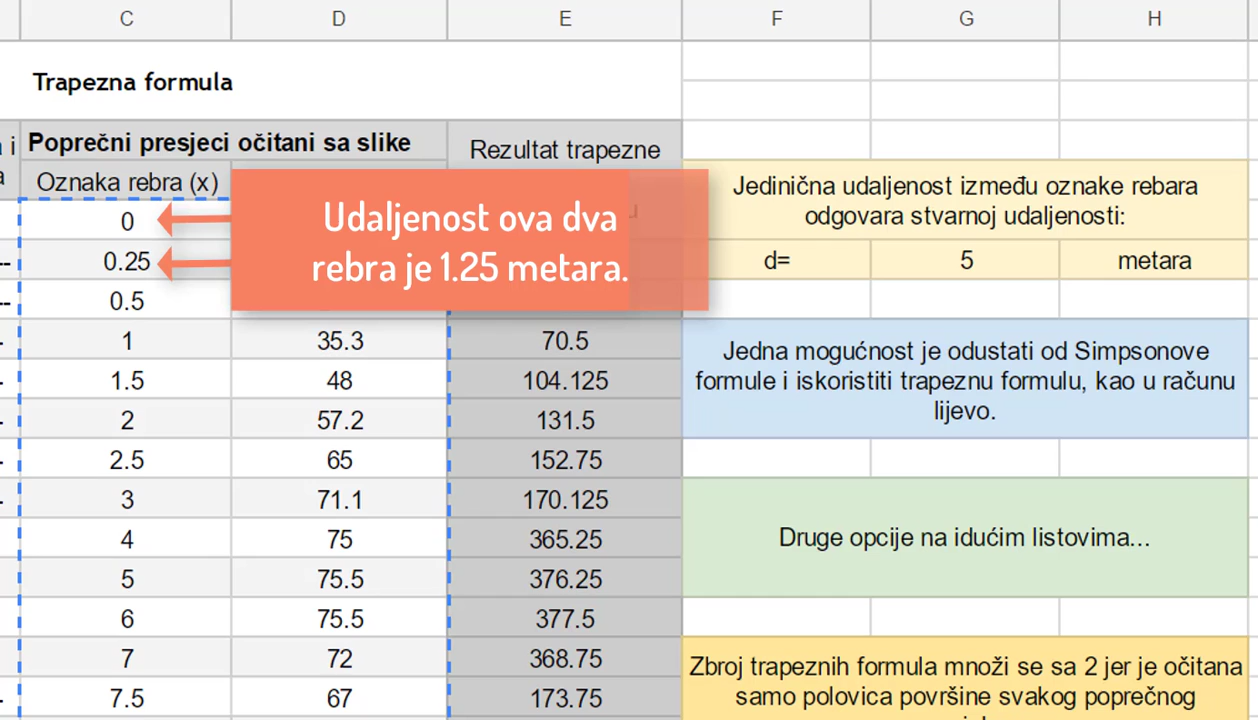 C D E F G H
Trapezna formula
i Poprečni presjeci očitani sa slike Rezultat trapezne
a Oznaka rebra (x)
Jedinična udaljenost između oznake rebara
odgovara stvarnoj udaljenosti:
d= 5 metara
Udaljenost ova dva
rebra je 1.25 metara.
0
0.25
0.5
1 35.3 70.5
1.5 48 104.125
2 57.2 131.5
2.5 65 152.75
3 71.1 170.125
4 75 365.25
5 75.5 376.25
6 75.5 377.5
7 72 368.75
7.5 67 173.75
Jedna mogućnost je odustati od Simpsonove
formule i iskoristiti trapeznu formulu, kao u računu
lijevo.
Druge opcije na idućim listovima...
Zbroj trapeznih formula množi se sa 2 jer je očitana
samo polovica površine svakog poprečnog